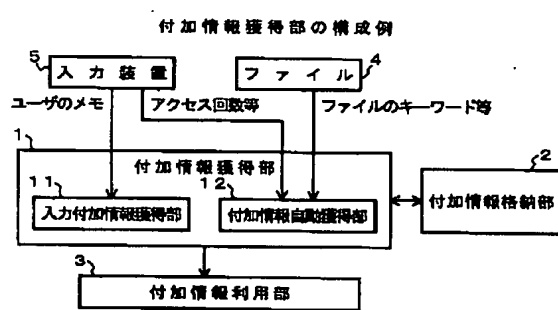 付加情報獲得部の構成例
5
入力装置
ファイル
4
ユーザのメモ
アクセス回数等
ファイルのキーワード等
1
付加情報獲得部
2
11
入力付加情報獲得部
12
付加情報自動獲得部
付加情報格納部
3
付加情報利用部